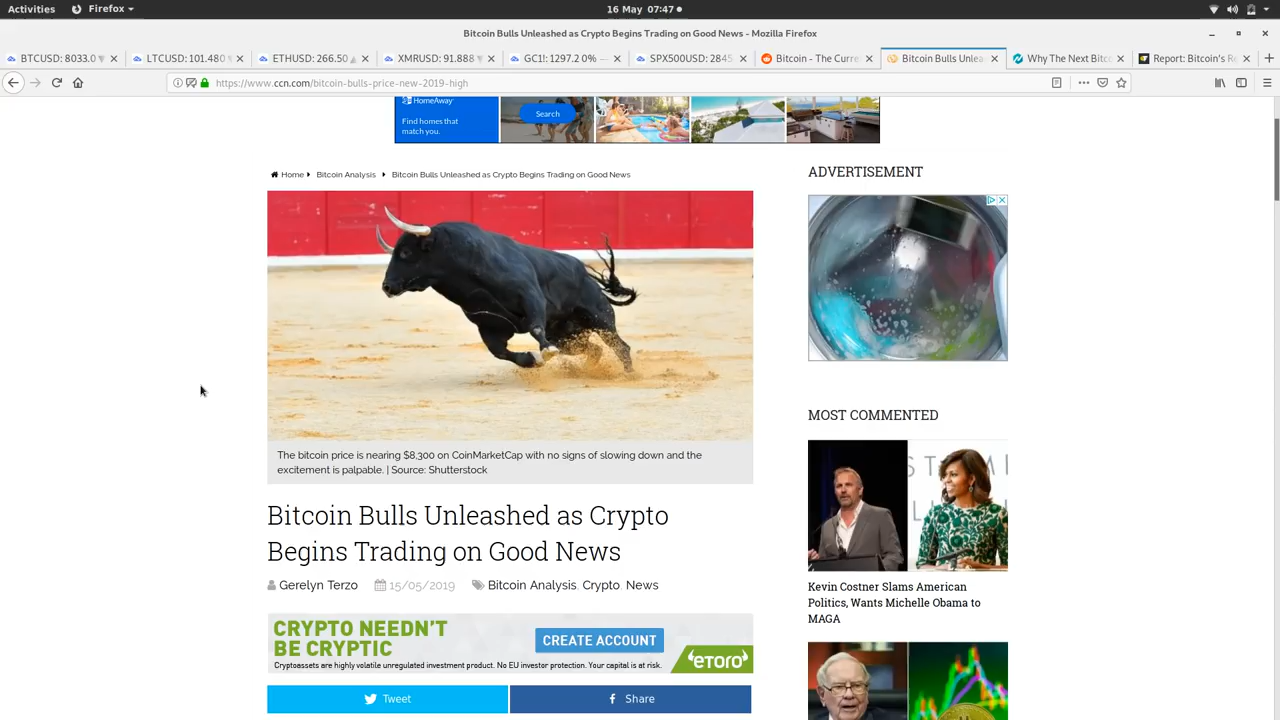 Activities
Firefox
16 May 07:47
Bitcoin Bulls Unleashed as Crypto Begins Trading on Good News - Mozilla Firefox
BTCUSD: 8033.0
LTCUSD: 101.480
ETHUSD: 266.50
XMRUSD: 91.888
GC1!: 1297.2 0%
SPX500USD: 2845
Bitcoin - The Curre
Bitcoin Bulls Unlea
Why The Next Bitco
Report: Bitcoin's R
https://www.ccn.com/bitcoin-bulls-price-new-2019-high
HomeAway
Find homes that
match you.
Search
Home
Bitcoin Analysis
Bitcoin Bulls Unleashed as Crypto Begins Trading on Good News
The bitcoin price is nearing $8,300 on CoinMarketCap with no signs of slowing down and the
excitement is palpable. | Source: Shutterstock
Bitcoin Bulls Unleashed as Crypto
Begins Trading on Good News
Gerelyn Terzo
15/05/2019
Bitcoin Analysis, Crypto, News
CRYPTO NEEDN'T
BE CRYPTIC
CREATE ACCOUNT
Cryptoassets are highly volatile unregulated investment product. No EU investor protection. Your capital is at risk.
etoro
Tweet
Share
ADVERTISEMENT
MOST COMMENTED
Kevin Costner Slams American
Politics, Wants Michelle Obama to
MAGA